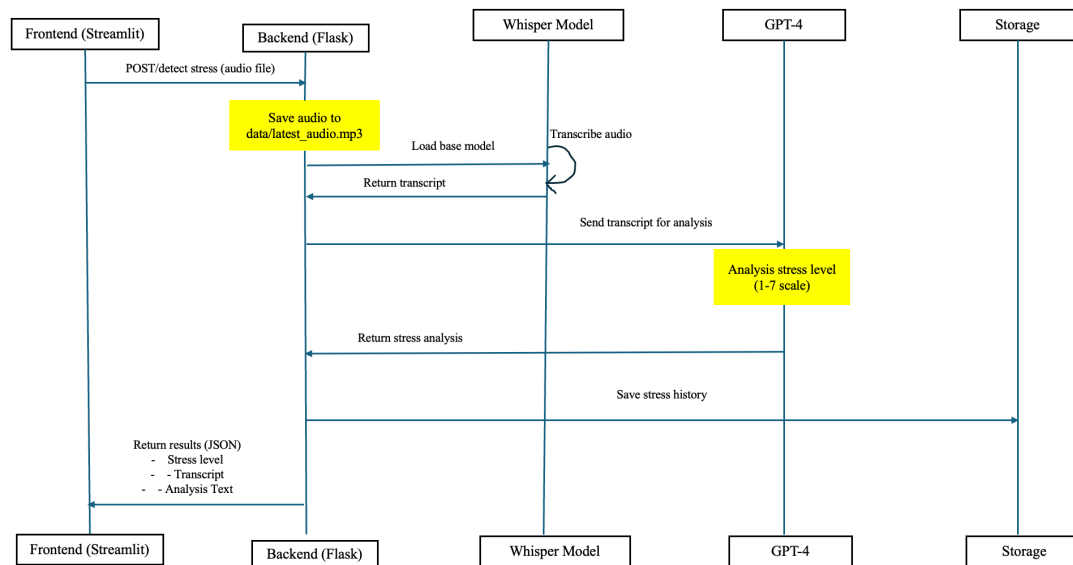 Frontend (Streamlit)
Backend (Flask)
Whisper Model
GPT-4
Storage
POST/detect stress (audio file)
Save audio to
data/latest_audio.mp3
Transcribe audio
Load base model
Return transcript
Send transcript for analysis
Analysis stress level
(1-7 scale)
Return stress analysis
Save stress history
Return results (JSON)
- Stress level
- - Transcript
- - Analysis Text
Frontend (Streamlit)
Backend (Flask)
Whisper Model
GPT-4
Storage